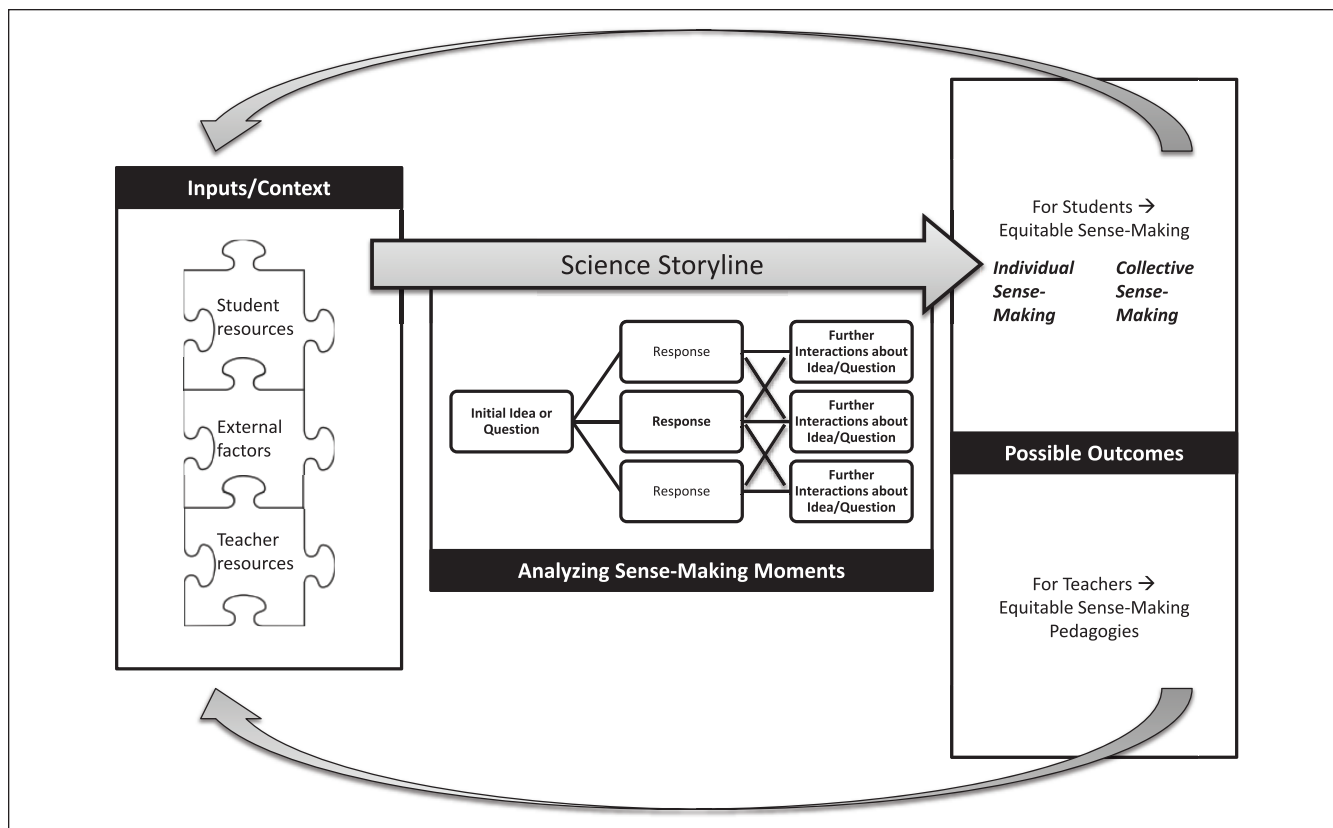 Inputs/Context
Student
resources
External
factors
Teacher
resources
Science Storyline
Initial Idea or
Question
Response
Response
Response
Further
Interactions about
Idea/Question
Further
Interactions about
Idea/Question
Further
Interactions about
Idea/Question
Analyzing Sense-Making Moments
For Students →
Equitable Sense-Making
Individual
Sense-
Making
Collective
Sense-
Making
Possible Outcomes
For Teachers →
Equitable Sense-Making
Pedagogies